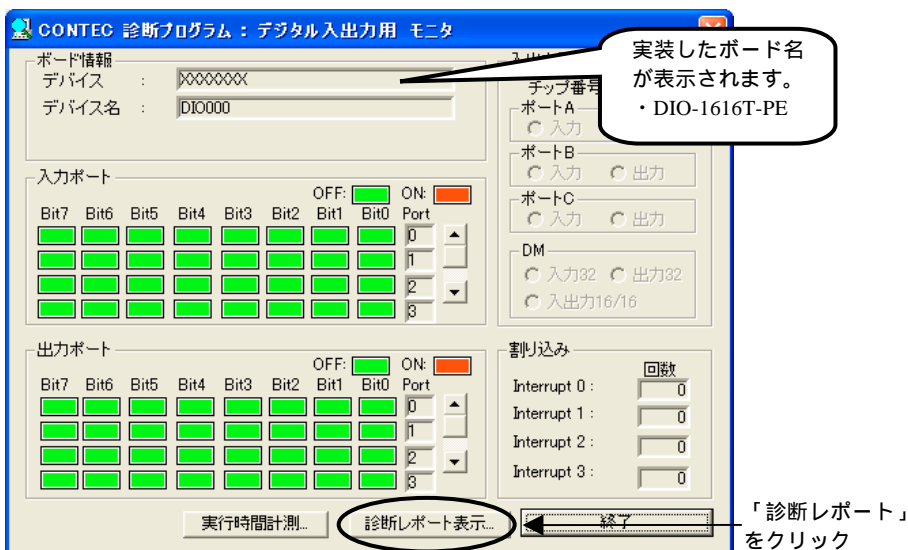 CONTEC 診断プログラム : デジタル入出力用 モニタ
ボード情報
デバイス : XXXXXXX
デバイス名 : DIO000
実装したボード名
が表示されます。
・DIO-1616T-PE
チップ番号
ポートA
入力
ポートB
入力 出力
ポートC
入力 出力
DM
入力32 出力32
入出力16/16
入力ポート
OFF: ON:
Bit7 Bit6 Bit5 Bit4 Bit3 Bit2 Bit1 Bit0 Port
0
1
2
3
出力ポート
OFF: ON:
Bit7 Bit6 Bit5 Bit4 Bit3 Bit2 Bit1 Bit0 Port
0
1
2
3
割り込み
回数
Interrupt 0 : 0
Interrupt 1 : 0
Interrupt 2 : 0
Interrupt 3 : 0
実行時間計測... 診断レポート表示... 終了
「診断レポート」
をクリック